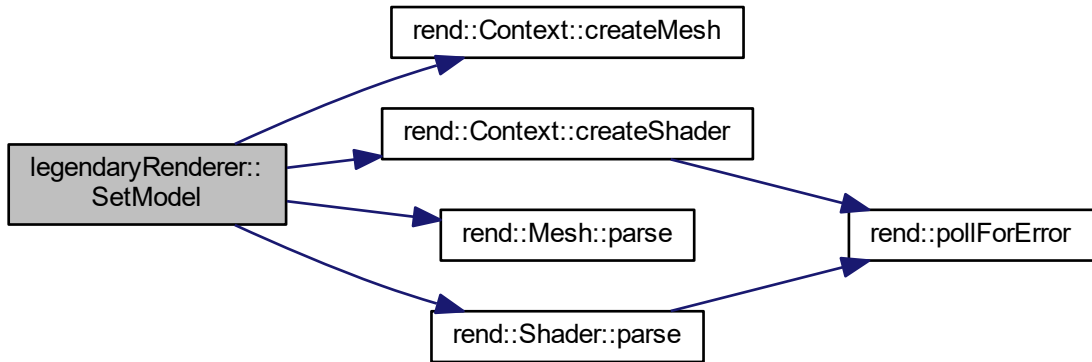 legendaryRenderer::
SetModel
rend::Context::createMesh
rend::Context::createShader
rend::Mesh::parse
rend::Shader::parse
rend::pollForError